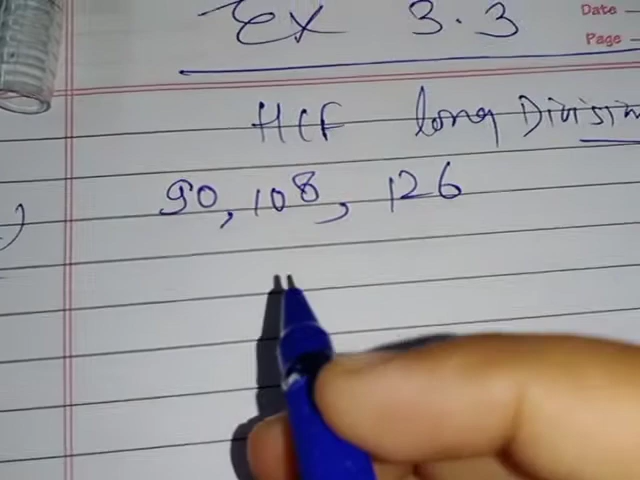 Date
Page
Ex 3.3
HCF long Division
90, 108, 126